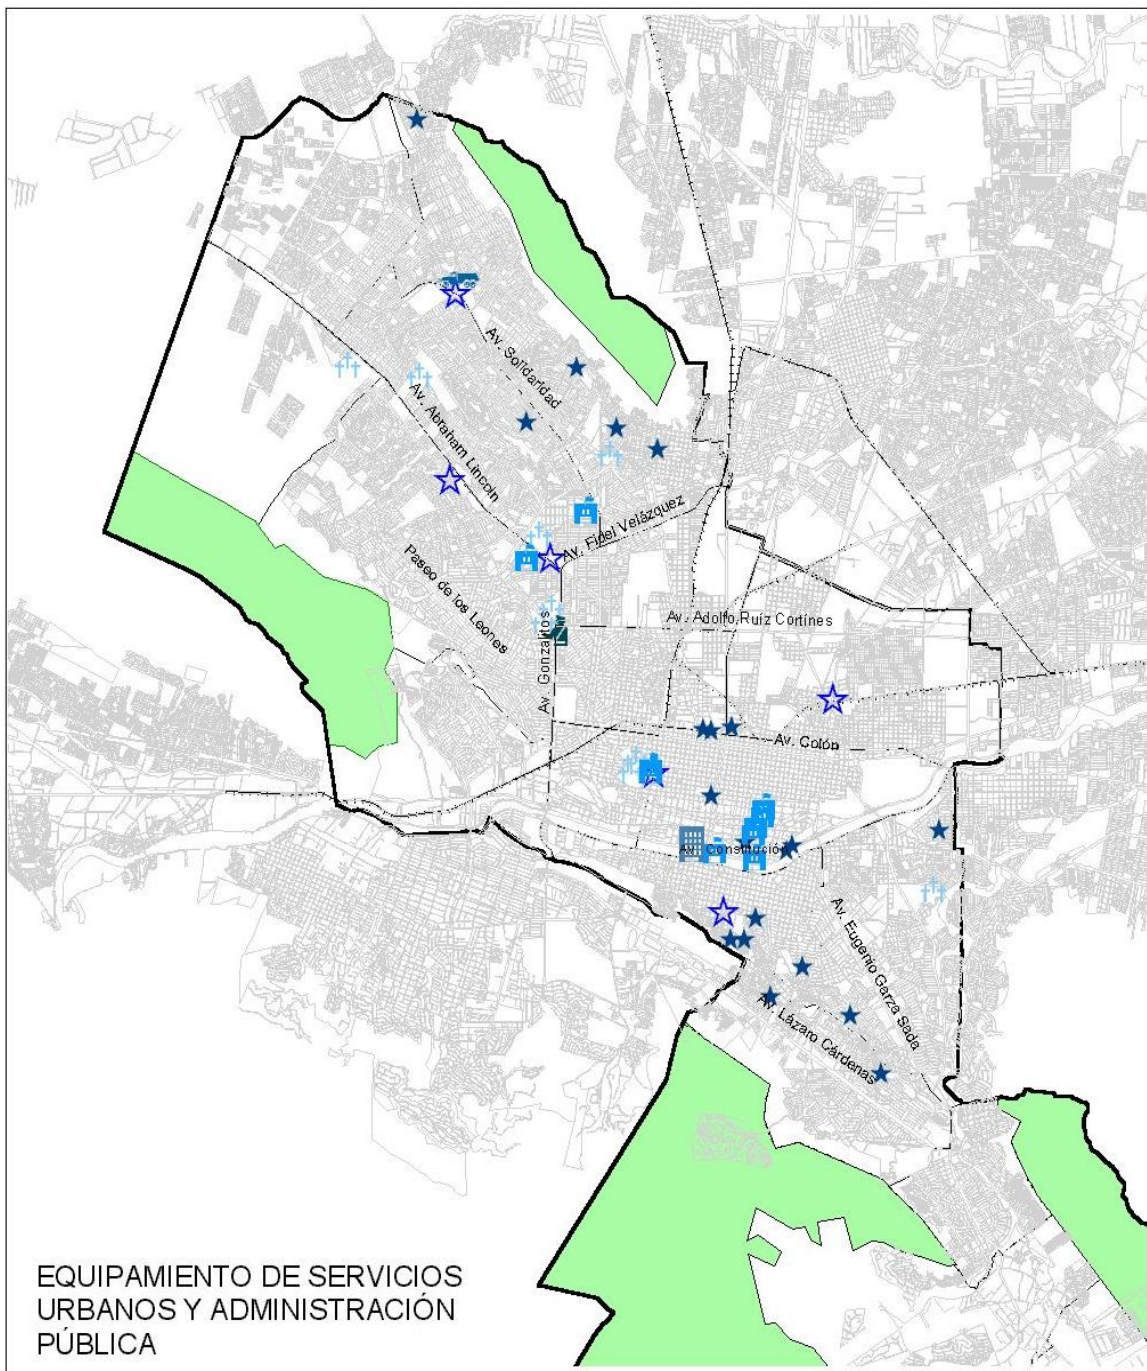 Av. Solidaridad
Av. Abraham Lincoln
Av. Fidel Velázquez
Paseo de los Leones
Av. Adolfo Ruíz Cortínes
Av. Gonzalitos
Av. Colón
Av. Constitución
Av. Eugenio Garza Sada
Av. Lázaro Cárdenas
EQUIPAMIENTO DE SERVICIOS
URBANOS Y ADMINISTRACIÓN
PÚBLICA